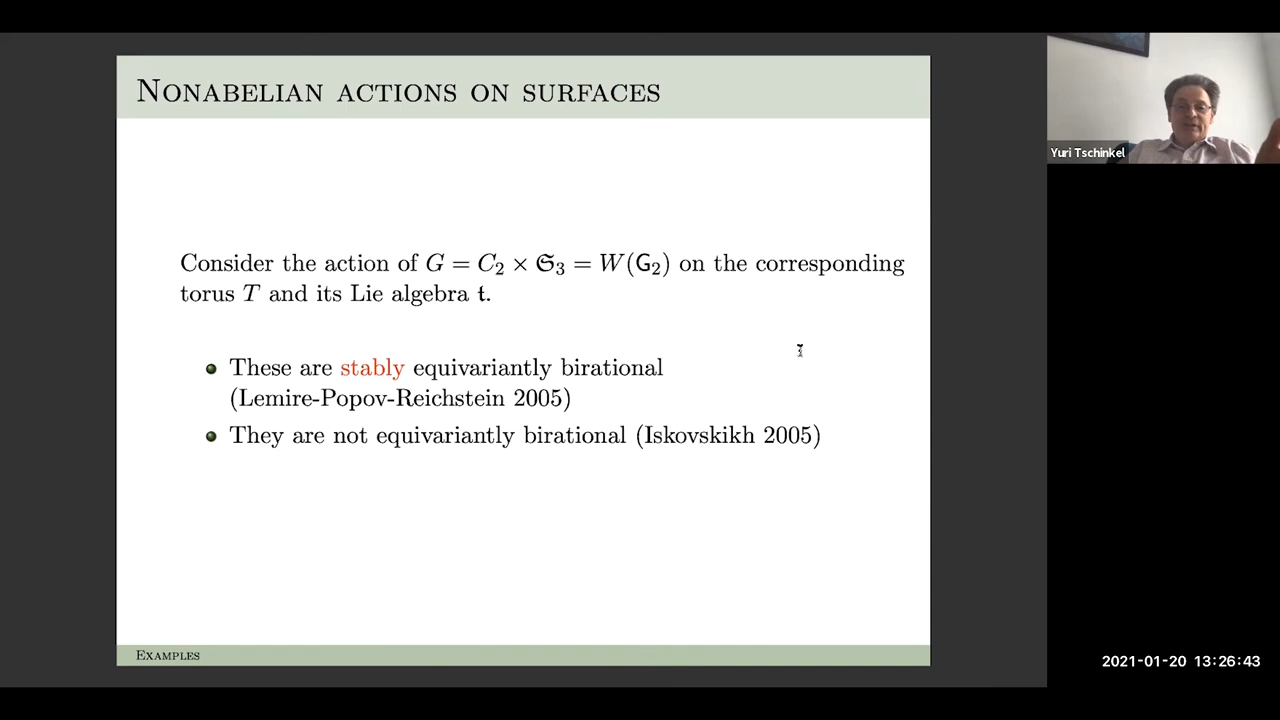 NONABELIAN ACTIONS ON SURFACES
Yuri Tschinkel
Consider the action of G = C₂ × 𝔖₃ = W(G₂) on the corresponding
torus T and its Lie algebra 𝔱.
These are stably equivariantly birational
(Lemire-Popov-Reichstein 2005)
They are not equivariantly birational (Iskovskikh 2005)
EXAMPLES
2021-01-20 13:26:43